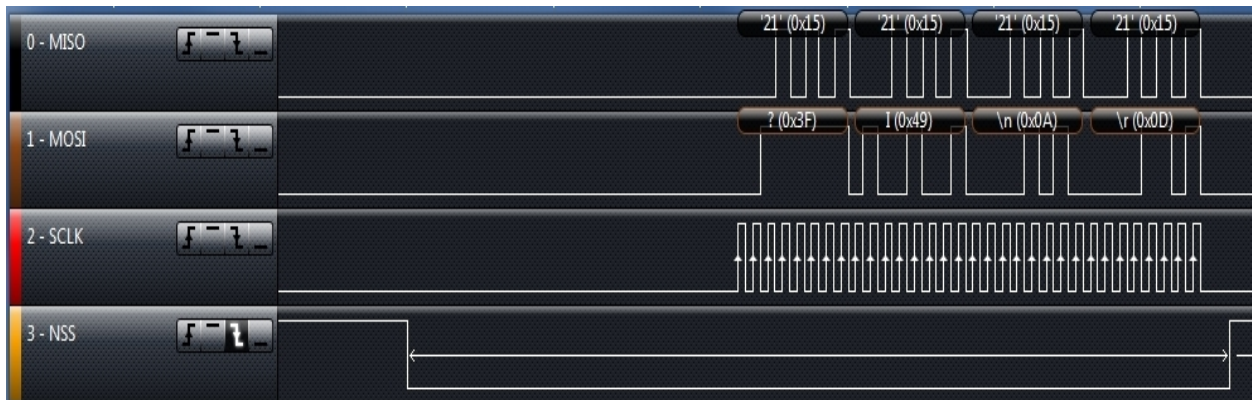 0 - MISO
'21' (0x15) '21' (0x15) '21' (0x15) '21' (0x15)
1 - MOSI
? (0x3F) I (0x49) \n (0x0A) \r (0x0D)
2 - SCLK
3 - NSS